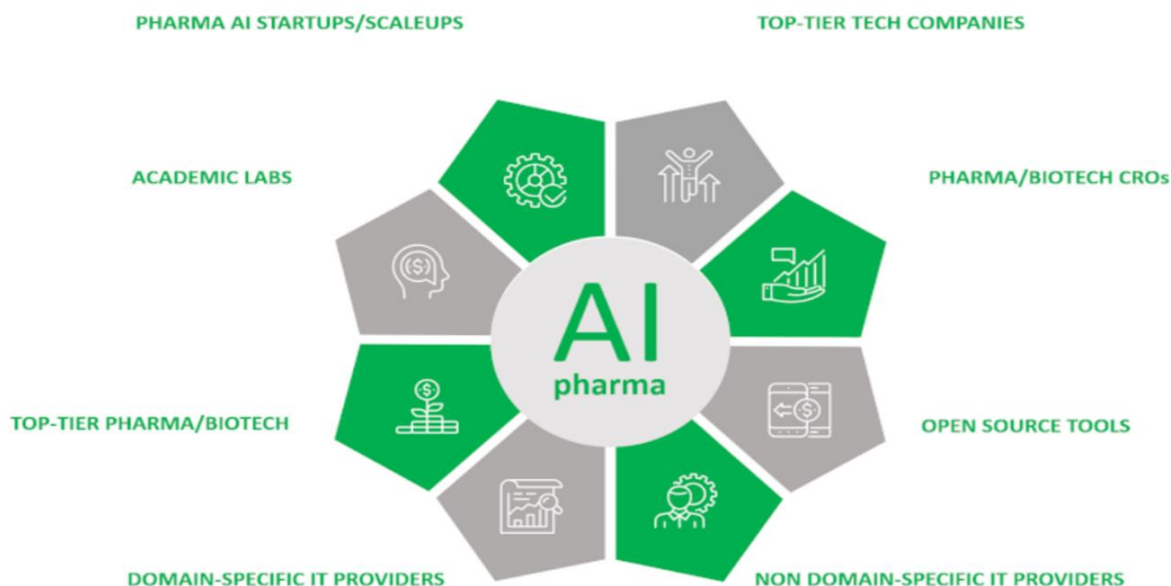 PHARMA AI STARTUPS/SCALEUPS
TOP-TIER TECH COMPANIES
ACADEMIC LABS
PHARMA/BIOTECH CROs
AI
pharma
TOP-TIER PHARMA/BIOTECH
OPEN SOURCE TOOLS
DOMAIN-SPECIFIC IT PROVIDERS
NON DOMAIN-SPECIFIC IT PROVIDERS